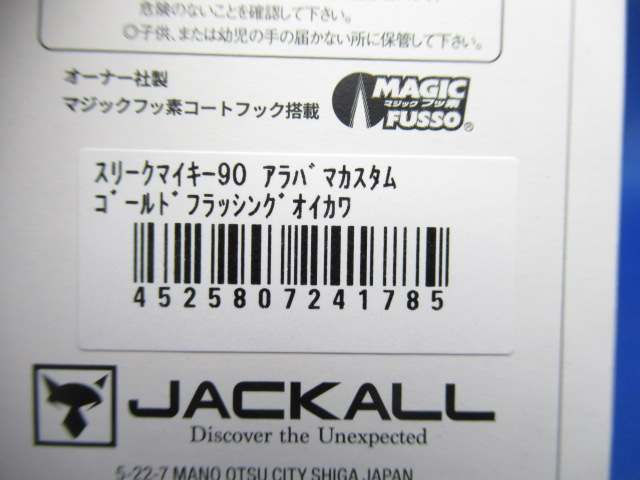 危険のないことを確認して下さい。
◎子供、または幼児の手の届かない所に保管して下さい。
オーナー社製
マジックフッ素コートフック搭載
MAGIC
マジックフッ素
FUSSO®
ｽﾘｰｸﾏｲｷｰ90 ｱﾗﾊﾞﾏｶｽﾀﾑ
ｺﾞｰﾙﾄﾞﾌﾗｯｼﾝｸﾞｵｲｶﾜ
4525807241785
JACKALL
Discover the Unexpected
5-22-7 MANO OTSU CITY SHIGA JAPAN